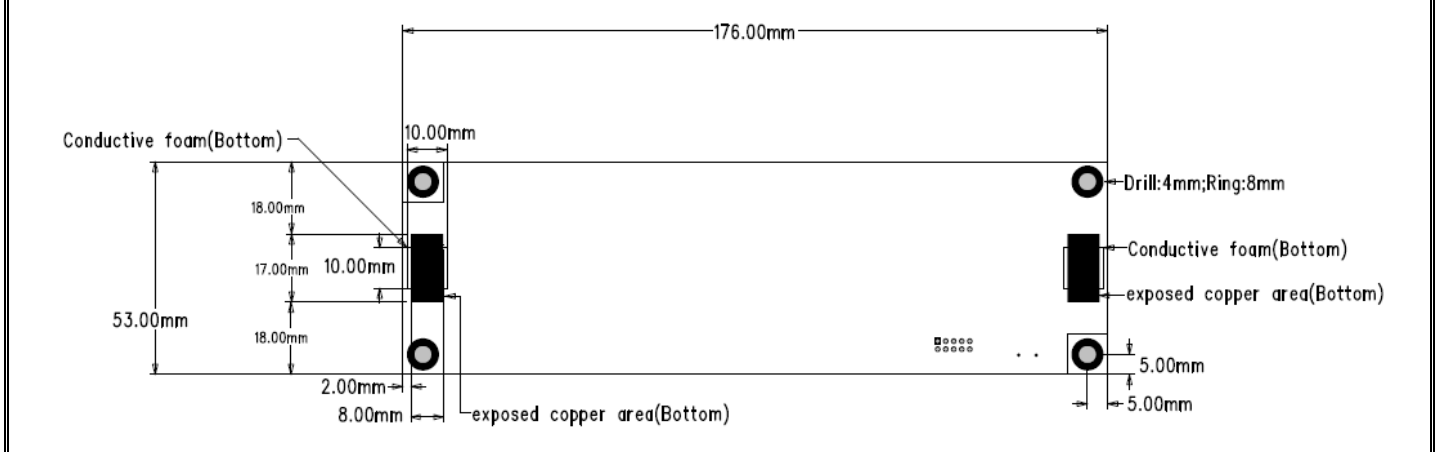 176.00mm
Conductive foam(Bottom)
10.00mm
Drill:4mm;Ring:8mm
18.00mm
Conductive foam(Bottom)
17.00mm
10.00mm
exposed copper area(Bottom)
53.00mm
18.00mm
5.00mm
2.00mm
5.00mm
8.00mm
exposed copper area(Bottom)